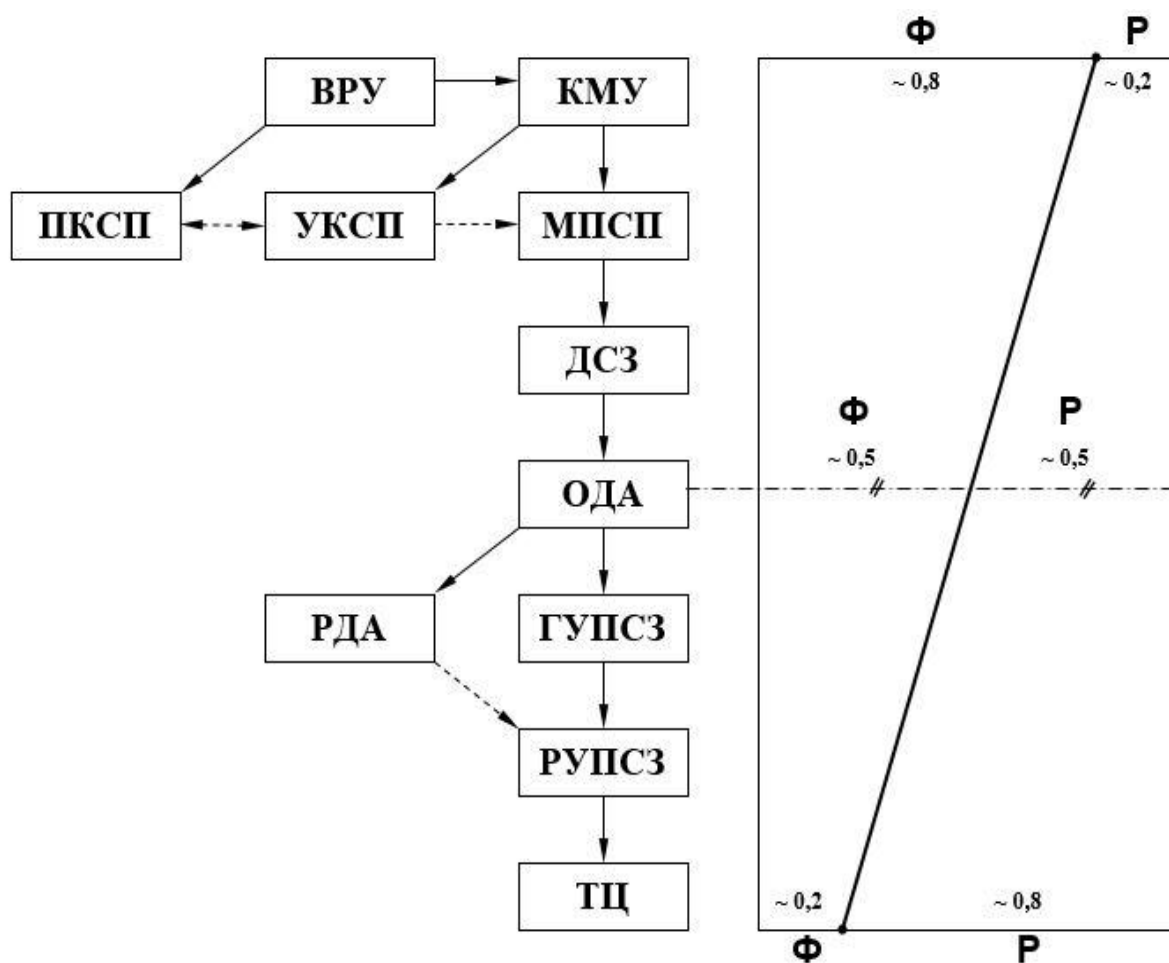 Ф Р
ВРУ КМУ ~ 0,8 ~ 0,2
ПКСП УКСП МПСП
ДСЗ
Ф Р
~ 0,5 ~ 0,5
ОДА
РДА ГУПСЗ
РУПСЗ
ТЦ ~ 0,2 ~ 0,8
Ф Р